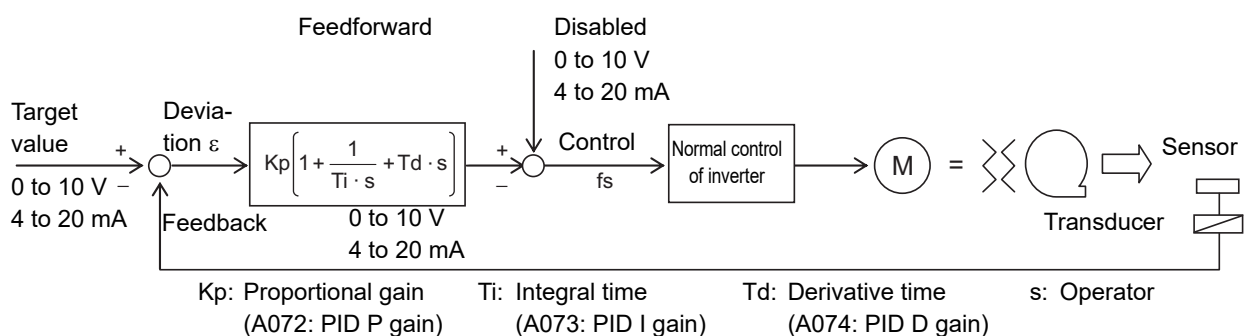 Feedforward
Disabled
0 to 10 V
4 to 20 mA
Target
value
+
−
0 to 10 V
4 to 20 mA
Devia-
tion ε
Feedback
Kp(1 + 1/(Ti · s) + Td · s)
0 to 10 V
4 to 20 mA
+
−
Control
fs
Normal control
of inverter
M
=
Sensor
Transducer
Kp: Proportional gain Ti: Integral time Td: Derivative time s: Operator
(A072: PID P gain) (A073: PID I gain) (A074: PID D gain)